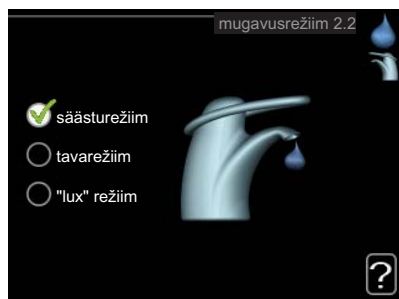 mugavusrežiim 2.2
säästurežiim
tavarežiim
"lux" režiim
?